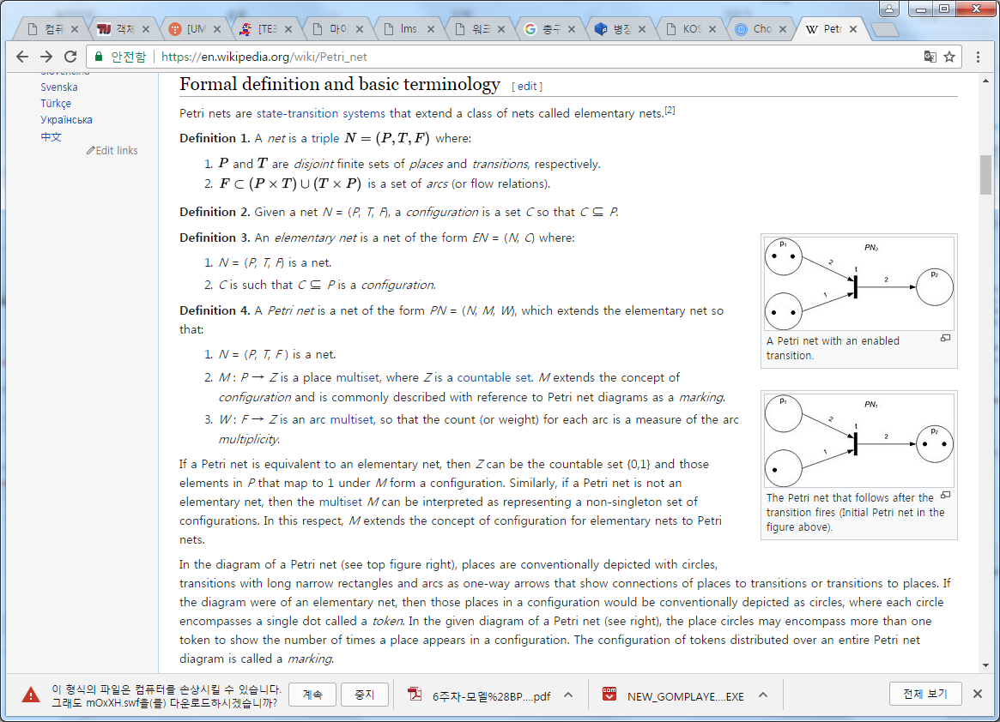 컴퓨
객체
[UM
[TES
마이
lms.
워드
충구
병징
KOS
Cho
Petr
안전함 https://en.wikipedia.org/wiki/Petri_net
Slovenčina
Svenska
Türkçe
Українська
中文
Edit links
Formal definition and basic terminology [ edit ]
Petri nets are state-transition systems that extend a class of nets called elementary nets.[2]
Definition 1. A net is a triple N = (P, T, F) where:
1. P and T are disjoint finite sets of places and transitions, respectively.
2. F ⊂ (P × T) ∪ (T × P) is a set of arcs (or flow relations).
Definition 2. Given a net N = (P, T, F), a configuration is a set C so that C ⊆ P.
Definition 3. An elementary net is a net of the form EN = (N, C) where:
1. N = (P, T, F) is a net.
2. C is such that C ⊆ P is a configuration.
Definition 4. A Petri net is a net of the form PN = (N, M, W), which extends the elementary net so
that:
1. N = (P, T, F ) is a net.
2. M : P → Z is a place multiset, where Z is a countable set. M extends the concept of
configuration and is commonly described with reference to Petri net diagrams as a marking.
3. W : F → Z is an arc multiset, so that the count (or weight) for each arc is a measure of the arc
multiplicity.
p₁ PN₀
2 t
2 p₂
1
A Petri net with an enabled
transition.
p₁ PN₁
2 t
2 p₂
1
The Petri net that follows after the
transition fires (Initial Petri net in the
figure above).
If a Petri net is equivalent to an elementary net, then Z can be the countable set {0,1} and those
elements in P that map to 1 under M form a configuration. Similarly, if a Petri net is not an
elementary net, then the multiset M can be interpreted as representing a non-singleton set of
configurations. In this respect, M extends the concept of configuration for elementary nets to Petri
nets.
In the diagram of a Petri net (see top figure right), places are conventionally depicted with circles,
transitions with long narrow rectangles and arcs as one-way arrows that show connections of places to transitions or transitions to places. If
the diagram were of an elementary net, then those places in a configuration would be conventionally depicted as circles, where each circle
encompasses a single dot called a token. In the given diagram of a Petri net (see right), the place circles may encompass more than one
token to show the number of times a place appears in a configuration. The configuration of tokens distributed over an entire Petri net
diagram is called a marking.
이 형식의 파일은 컴퓨터를 손상시킬 수 있습니다.
그래도 mOxXH.swf을(를) 다운로드하시겠습니까?
계속
중지
6주차-모델%28BP....pdf
NEW_GOMPLAYE....EXE
전체 보기